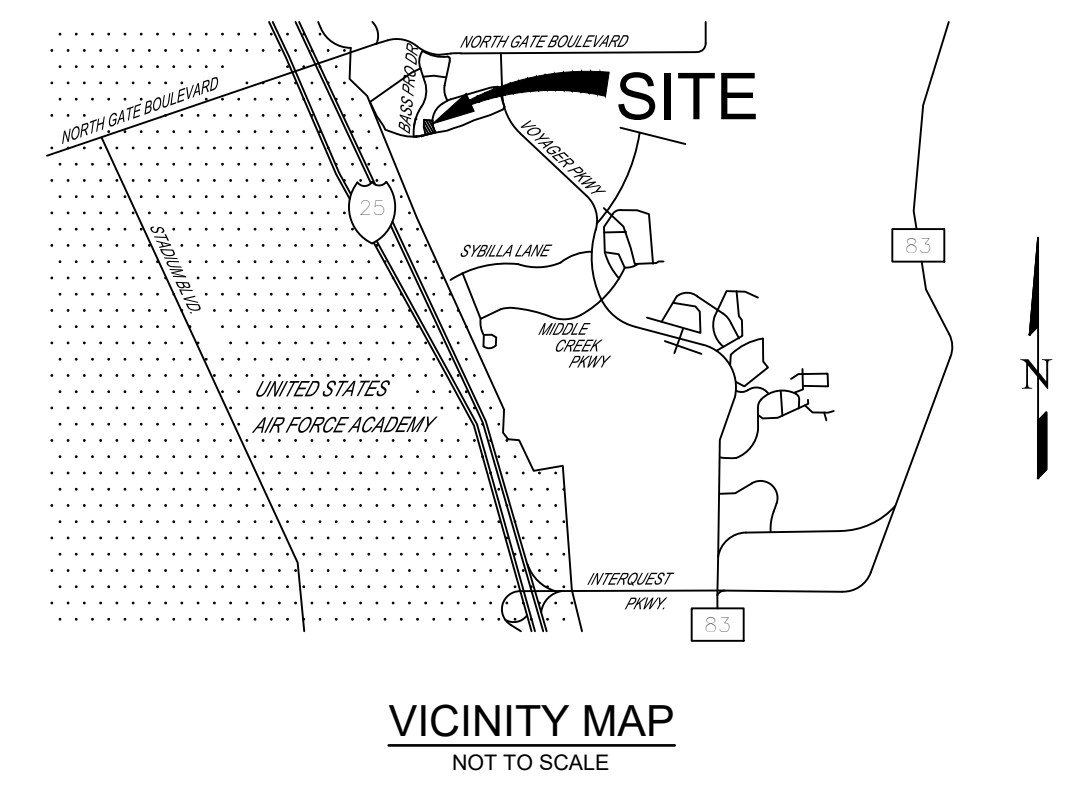 NORTH GATE BOULEVARD
BASS PRO DR
SITE
NORTH GATE BOULEVARD
VOYAGER PKWY
25
STADIUM BLVD.
SYBILLA LANE
83
MIDDLE
CREEK
PKWY
N
UNITED STATES
AIR FORCE ACADEMY
INTERQUEST
PKWY.
83
VICINITY MAP
NOT TO SCALE